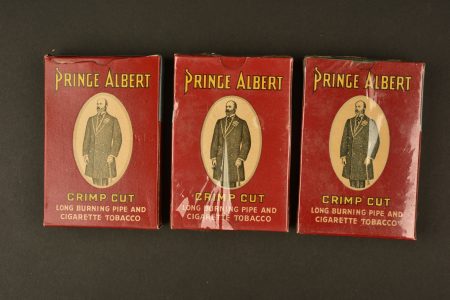 PRINCE ALBERT
CRIMP CUT
LONG BURNING PIPE AND
CIGARETTE TOBACCO
PRINCE ALBERT
CRIMP CUT
LONG BURNING PIPE AND
CIGARETTE TOBACCO
PRINCE ALBERT
CRIMP CUT
LONG BURNING PIPE AND
CIGARETTE TOBACCO